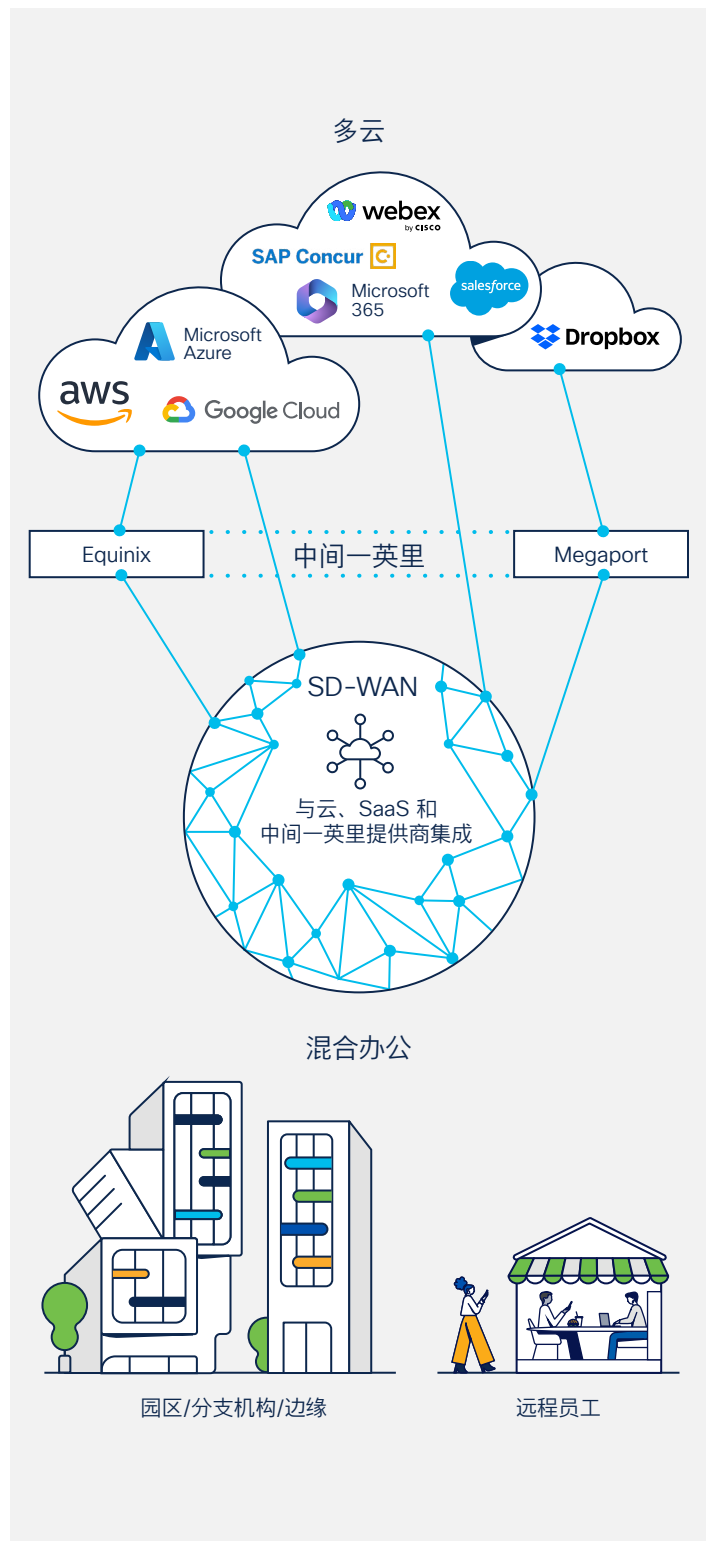 多云
webex
by CISCO
SAP Concur
Microsoft
365
salesforce
Dropbox
Microsoft
Azure
aws
Google Cloud
Equinix
中间一英里
Megaport
SD-WAN
与云、SaaS 和
中间一英里提供商集成
混合办公
园区/分支机构/边缘
远程员工